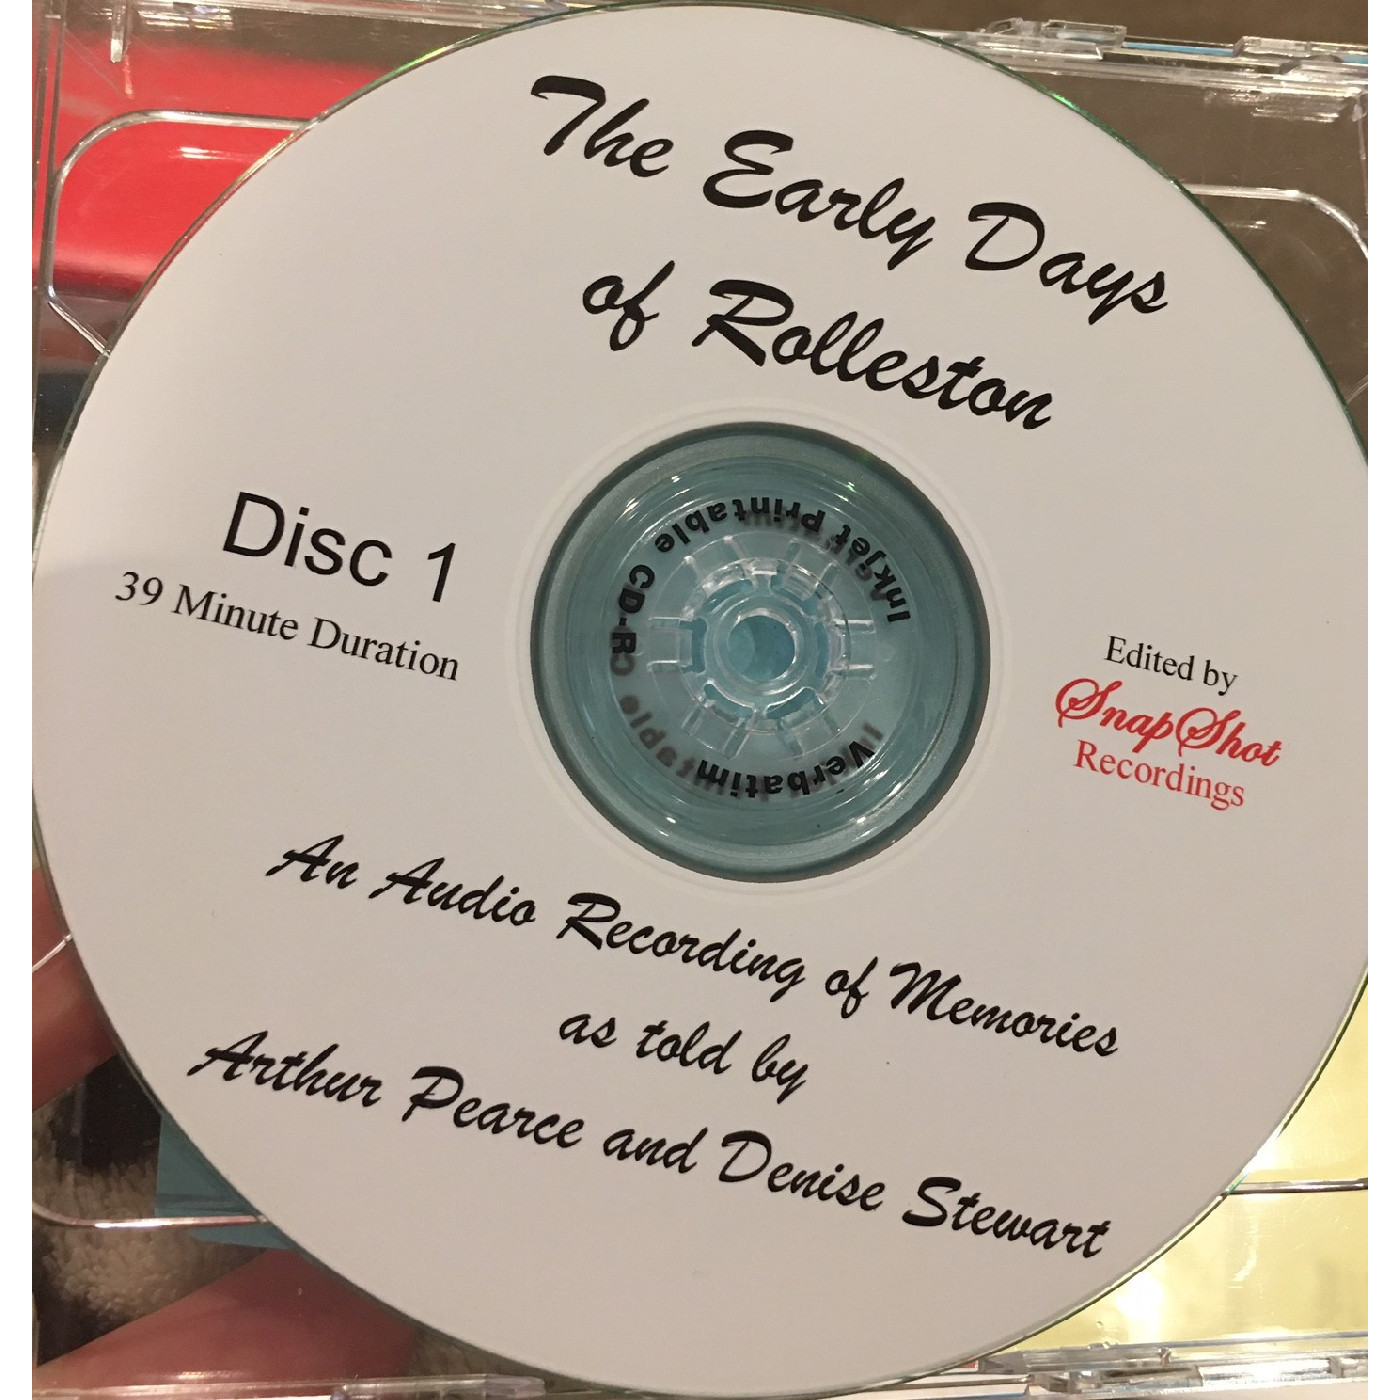 The Early Days
of Rolleston
Disc 1
39 Minute Duration
Inkjet printable CD-R
Verbatim
Edited by
SnapShot
Recordings
An Audio Recording of Memories
as told by
Arthur Pearce and Denise Stewart